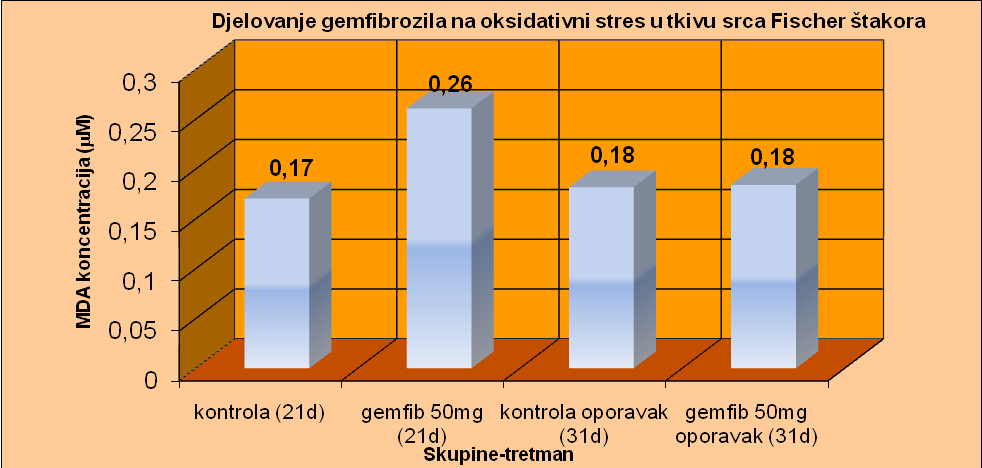 Djelovanje gemfibrozila na oksidativni stres u tkivu srca Fischer štakora
MDA koncentracija (µM)
0,3
0,25
0,2
0,15
0,1
0,05
0
0,17
0,26
0,18
0,18
kontrola (21d)
gemfib 50mg
(21d)
kontrola oporavak
(31d)
gemfib 50mg
oporavak (31d)
Skupine-tretman